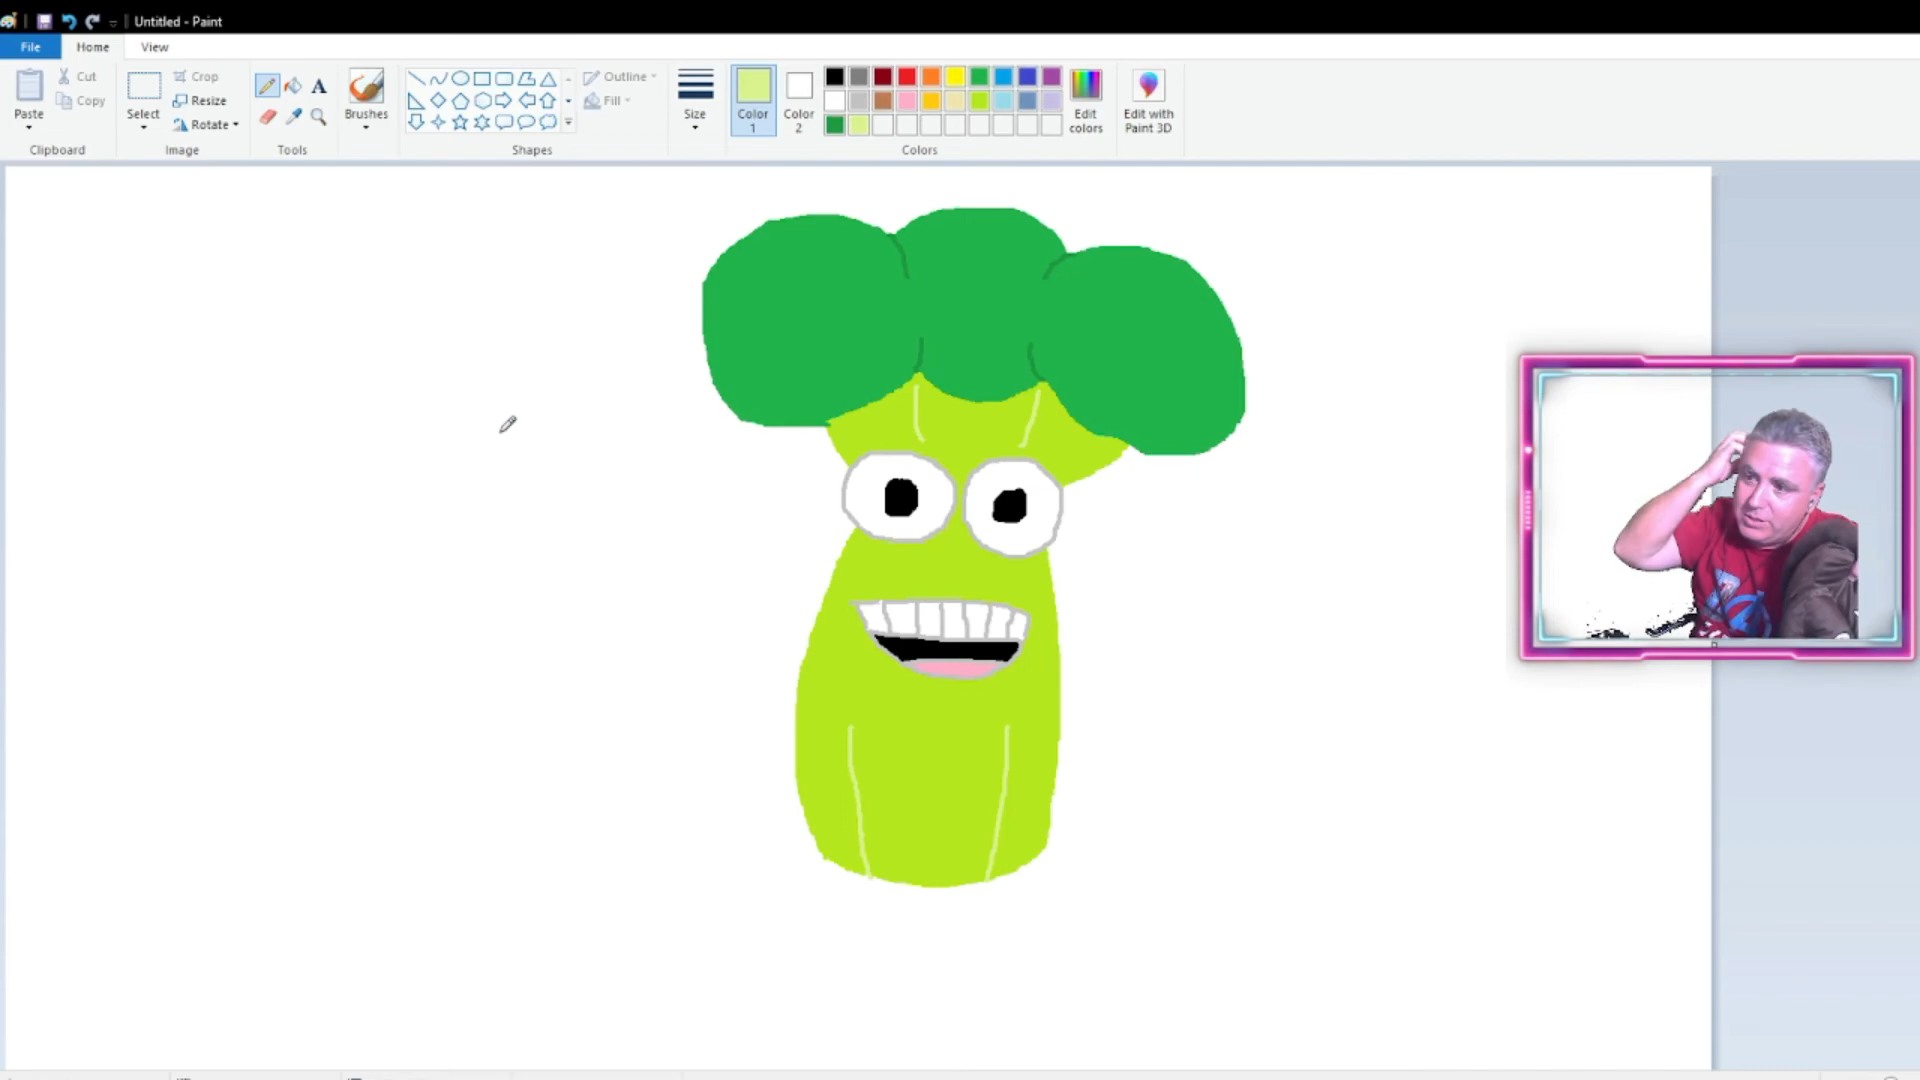 Untitled - Paint
File Home View
Paste
Cut
Copy
Clipboard
Select
Crop
Resize
Rotate
Image
A
Tools
Brushes
Outline
Fill
Shapes
Size
Color 1
Color 2
Edit colors
Colors
Edit with Paint 3D